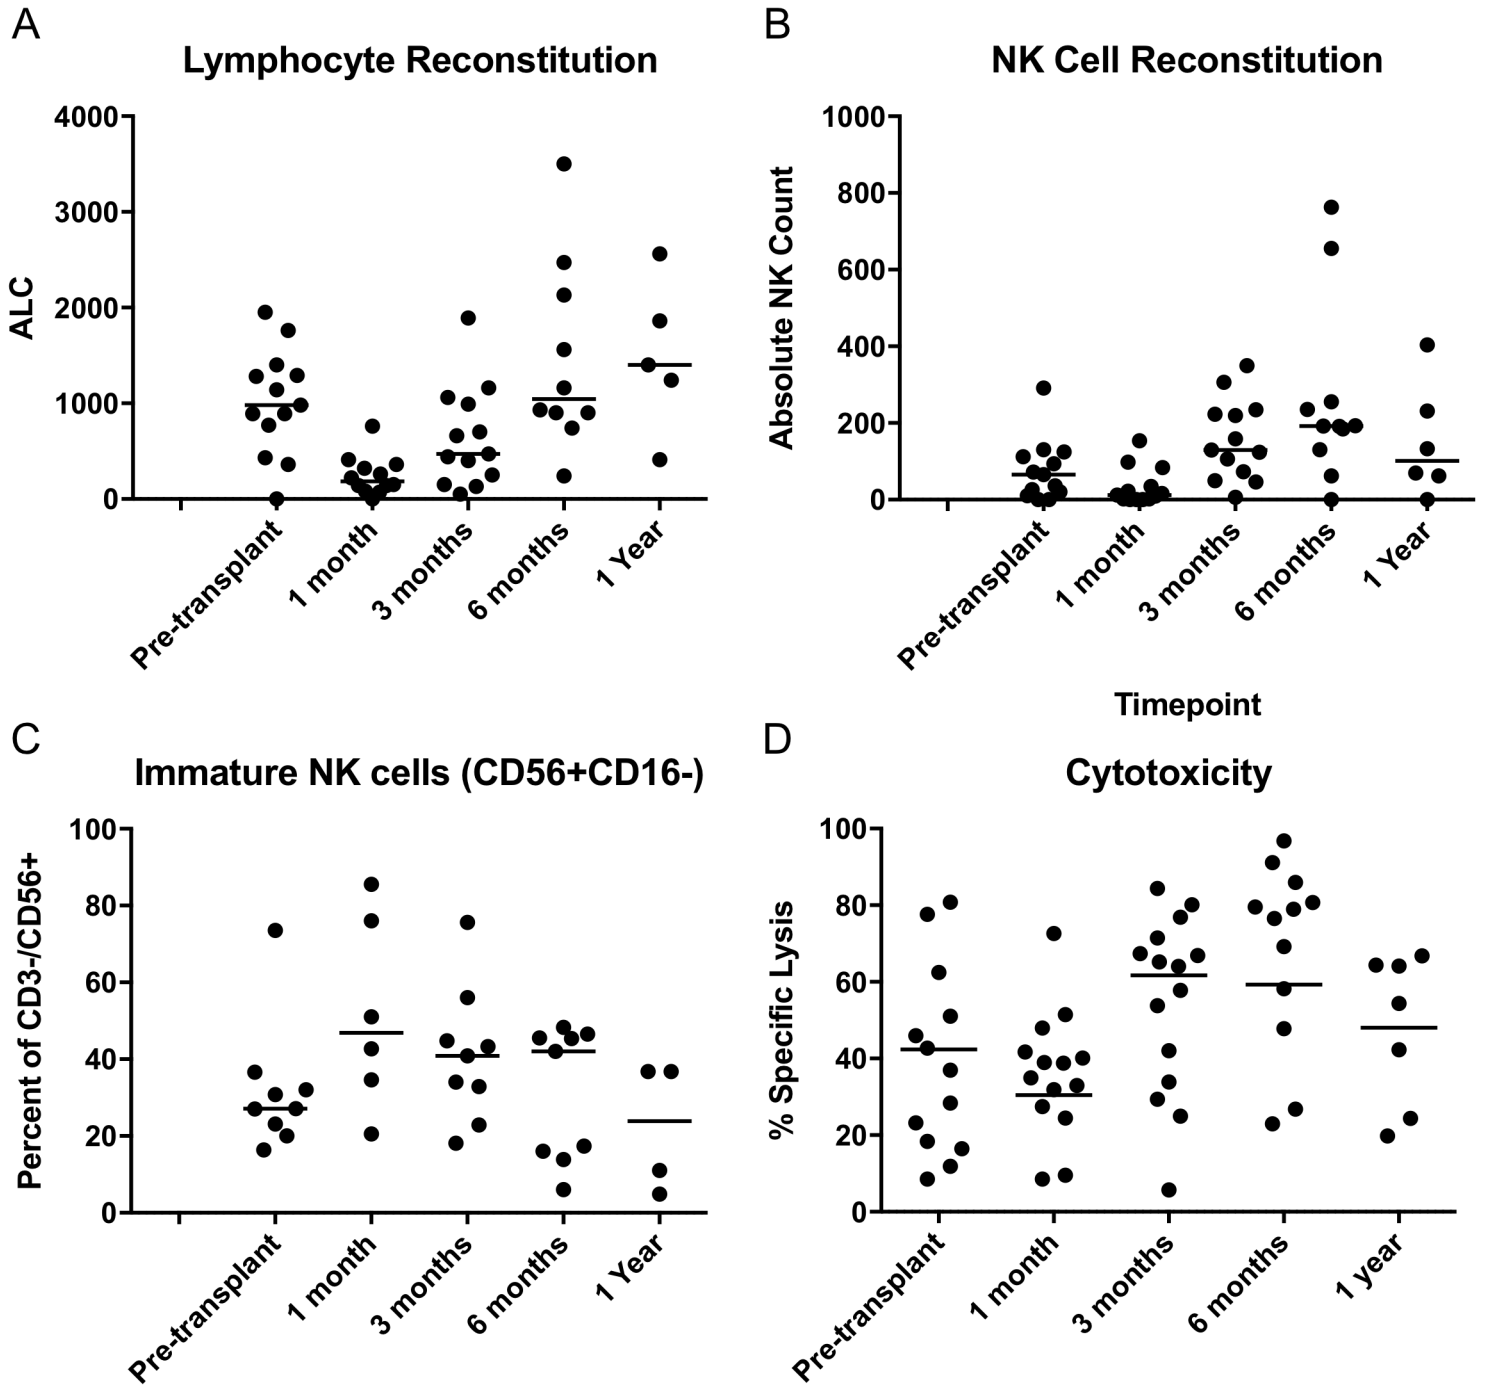 A
Lymphocyte Reconstitution
4000
3000
2000
1000
0
ALC
Pre-transplant
1 month
3 months
6 months
1 Year
B
NK Cell Reconstitution
1000
800
600
400
200
0
Absolute NK Count
Pre-transplant
1 month
3 months
6 months
1 Year
Timepoint
C
Immature NK cells (CD56+CD16-)
100
80
60
40
20
0
Percent of CD3-/CD56+
Pre-transplant
1 month
3 months
6 months
1 Year
D
Cytotoxicity
100
80
60
40
20
0
% Specific Lysis
Pre-transplant
1 month
3 months
6 months
1 year